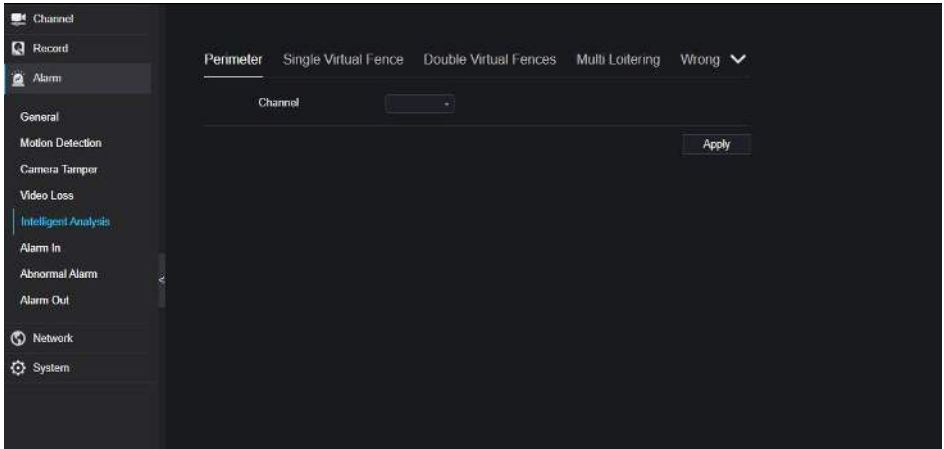 Channel
Record
Alarm
General
Motion Detection
Camera Tamper
Video Loss
Intelligent Analysis
Alarm In
Abnormal Alarm
Alarm Out
Network
System
Perimeter Single Virtual Fence Double Virtual Fences Multi Loitering Wrong
Channel
Apply
<